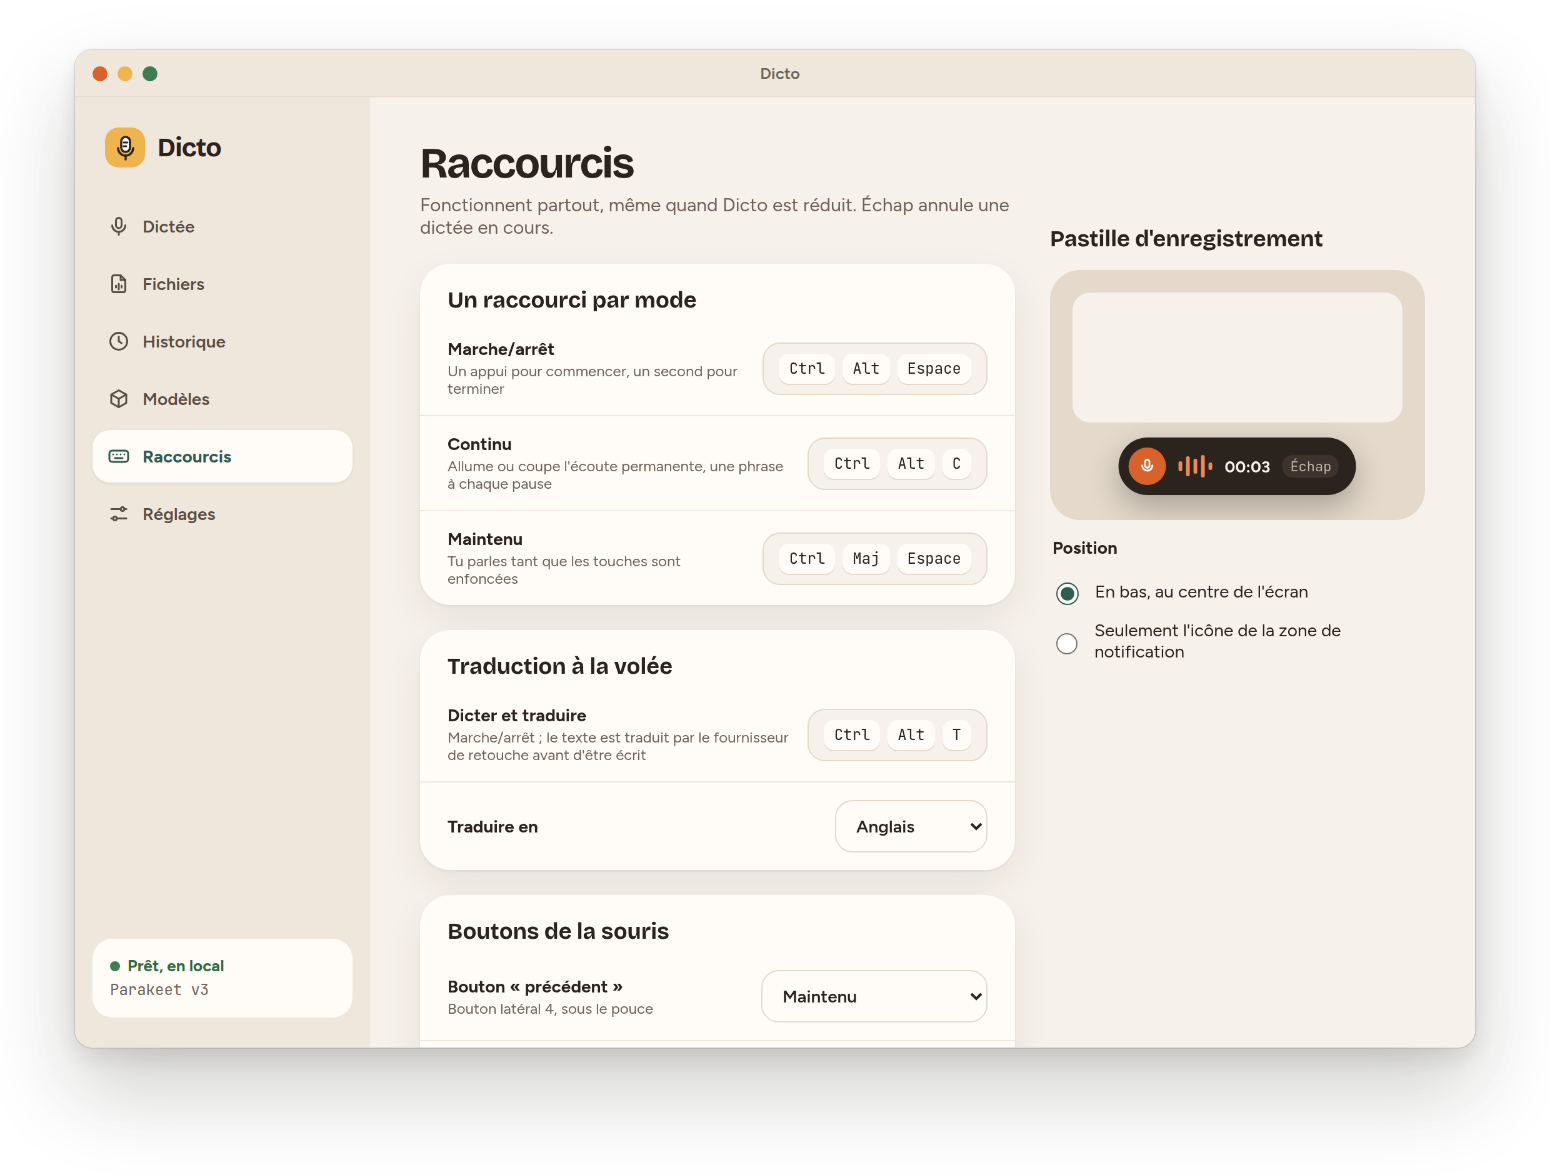 Dicto
Dicto
Dictée
Fichiers
Historique
Modèles
Raccourcis
Réglages
Prêt, en local
Parakeet v3
Raccourcis
Fonctionnent partout, même quand Dicto est réduit. Échap annule une
dictée en cours.
Un raccourci par mode
Marche/arrêt
Un appui pour commencer, un second pour
terminer
Ctrl Alt Espace
Continu
Allume ou coupe l'écoute permanente, une phrase
à chaque pause
Ctrl Alt C
Maintenu
Tu parles tant que les touches sont
enfoncées
Ctrl Maj Espace
Traduction à la volée
Dicter et traduire
Marche/arrêt ; le texte est traduit par le fournisseur
de retouche avant d'être écrit
Ctrl Alt T
Traduire en
Anglais
Boutons de la souris
Bouton « précédent »
Bouton latéral 4, sous le pouce
Maintenu
Pastille d'enregistrement
00:03 Échap
Position
En bas, au centre de l'écran
Seulement l'icône de la zone de
notification